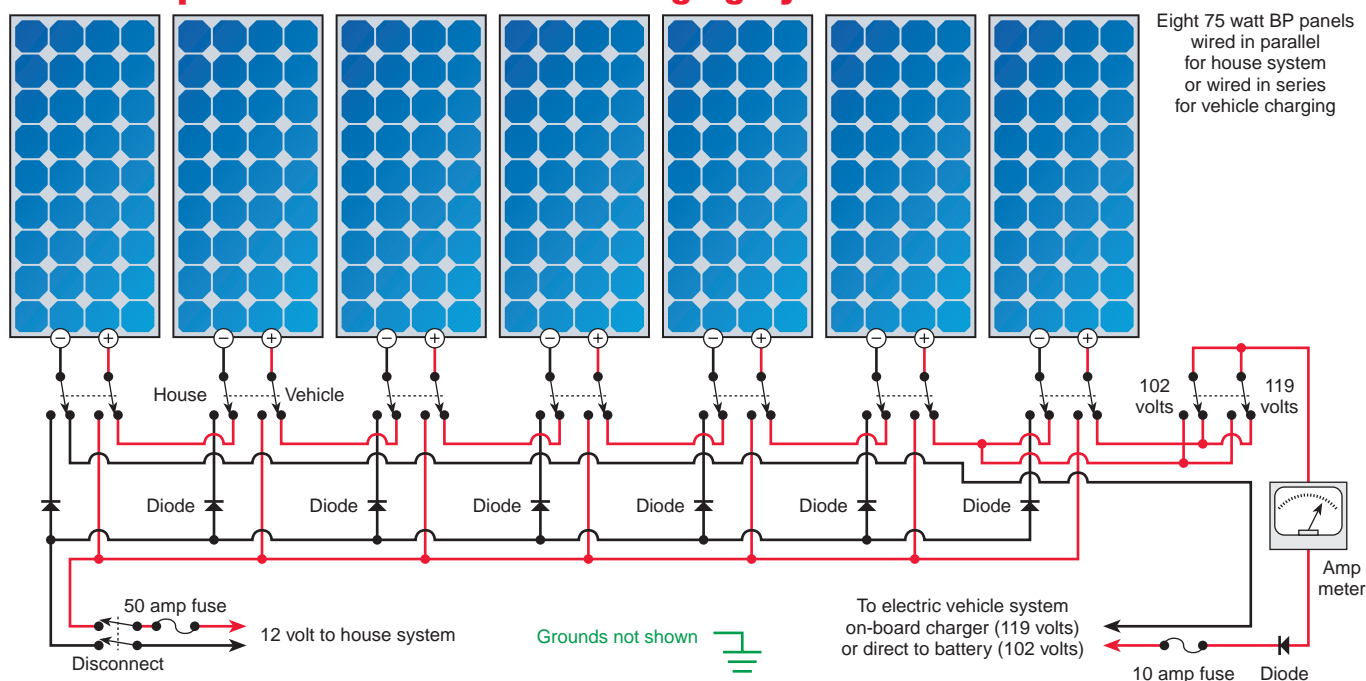 Eight 75 watt BP panels
wired in parallel
for house system
or wired in series
for vehicle charging
− + − + − + − + − + − + − +
House
Vehicle
102
volts
119
volts
Diode
Diode
Diode
Diode
Diode
Diode
Amp
meter
50 amp fuse
12 volt to house system
Disconnect
Grounds not shown
To electric vehicle system
on-board charger (119 volts)
or direct to battery (102 volts)
10 amp fuse
Diode